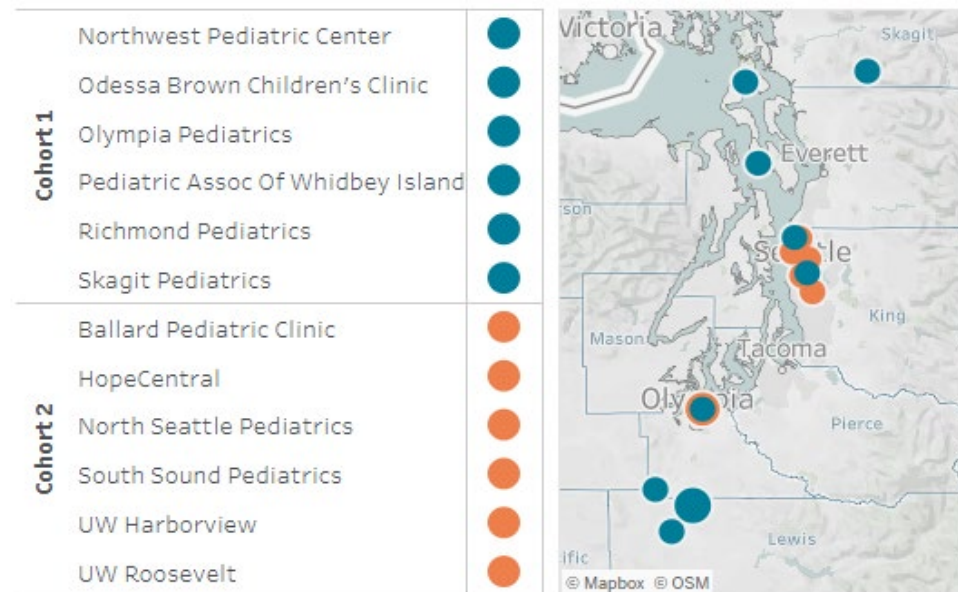 Cohort 1
Northwest Pediatric Center
Odessa Brown Children's Clinic
Olympia Pediatrics
Pediatric Assoc Of Whidbey Island
Richmond Pediatrics
Skagit Pediatrics
Cohort 2
Ballard Pediatric Clinic
HopeCentral
North Seattle Pediatrics
South Sound Pediatrics
UW Harborview
UW Roosevelt
Victoria
Skagit
Everett
son
King
Mason
Tacoma
Pierce
Lewis
ific
© Mapbox © OSM